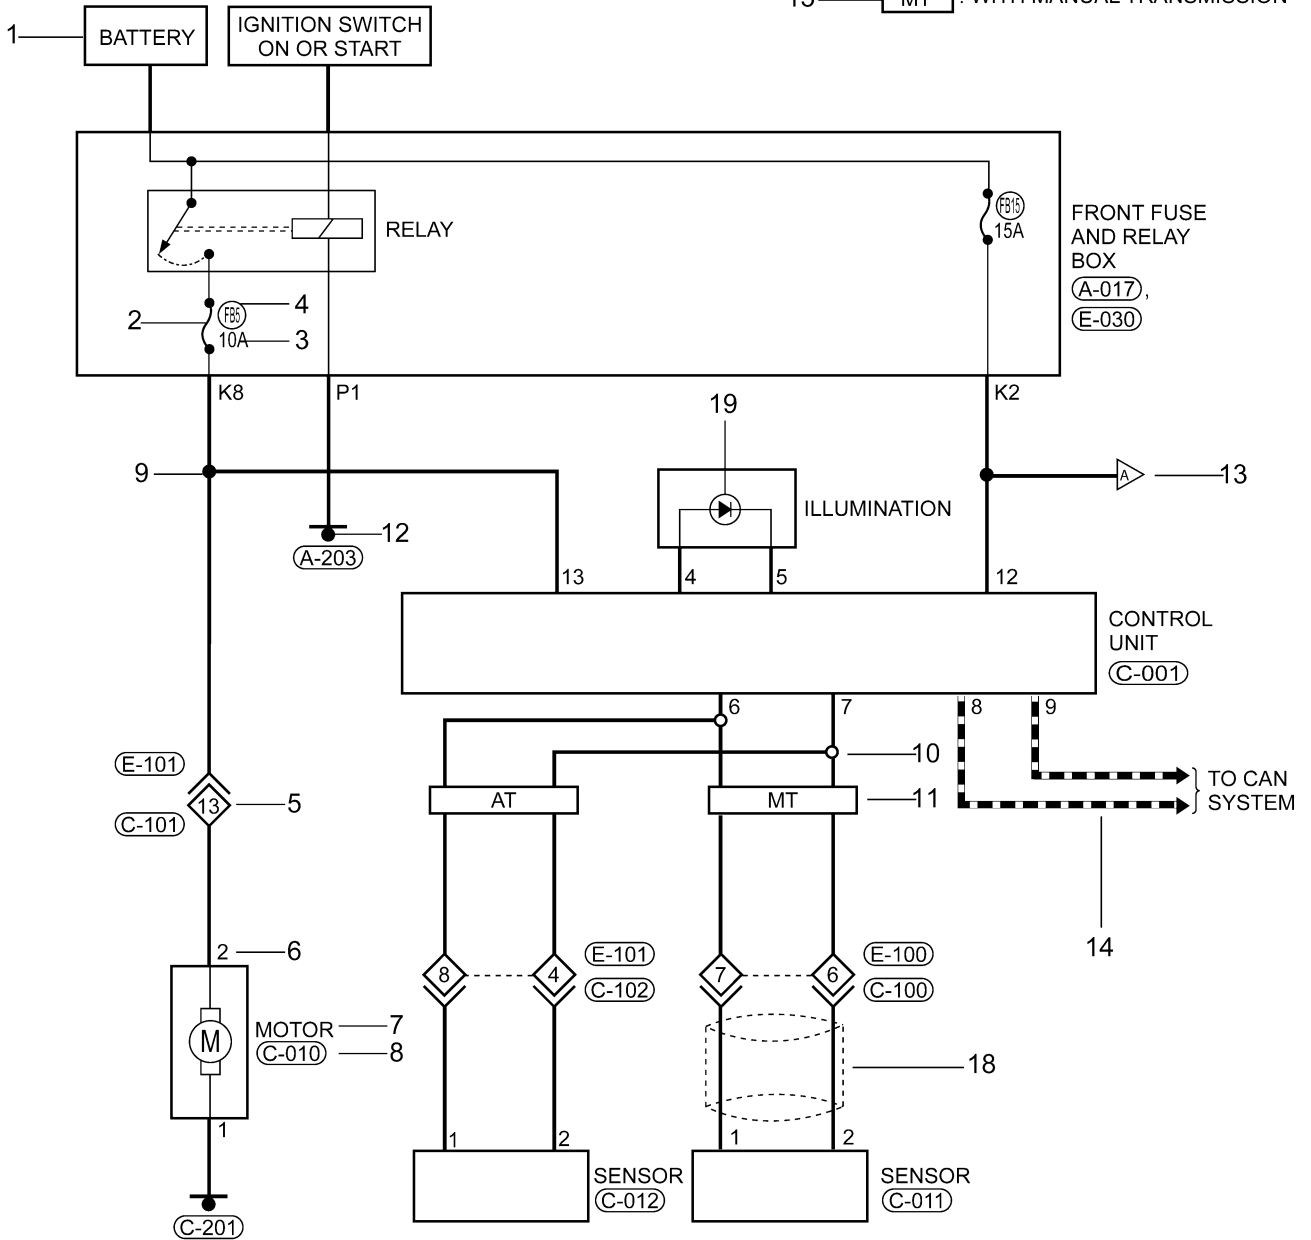 15
MT : WITH MANUAL TRANSMISSION
1
BATTERY
IGNITION SWITCH
ON OR START
RELAY
FB15
15A
FRONT FUSE
AND RELAY
BOX
A-017 ,
E-030
2
FB5
4
10A
3
K8
P1
K2
19
9
A
13
12
A-203
ILLUMINATION
13
4
5
12
CONTROL
UNIT
C-001
6
7
8
9
10
E-101
13
5
C-101
AT
MT
11
TO CAN
SYSTEM
14
2
6
8
4
E-101
C-102
7
6
E-100
C-100
M
MOTOR
7
C-010
8
18
1
1
2
1
2
SENSOR
C-012
SENSOR
C-011
C-201